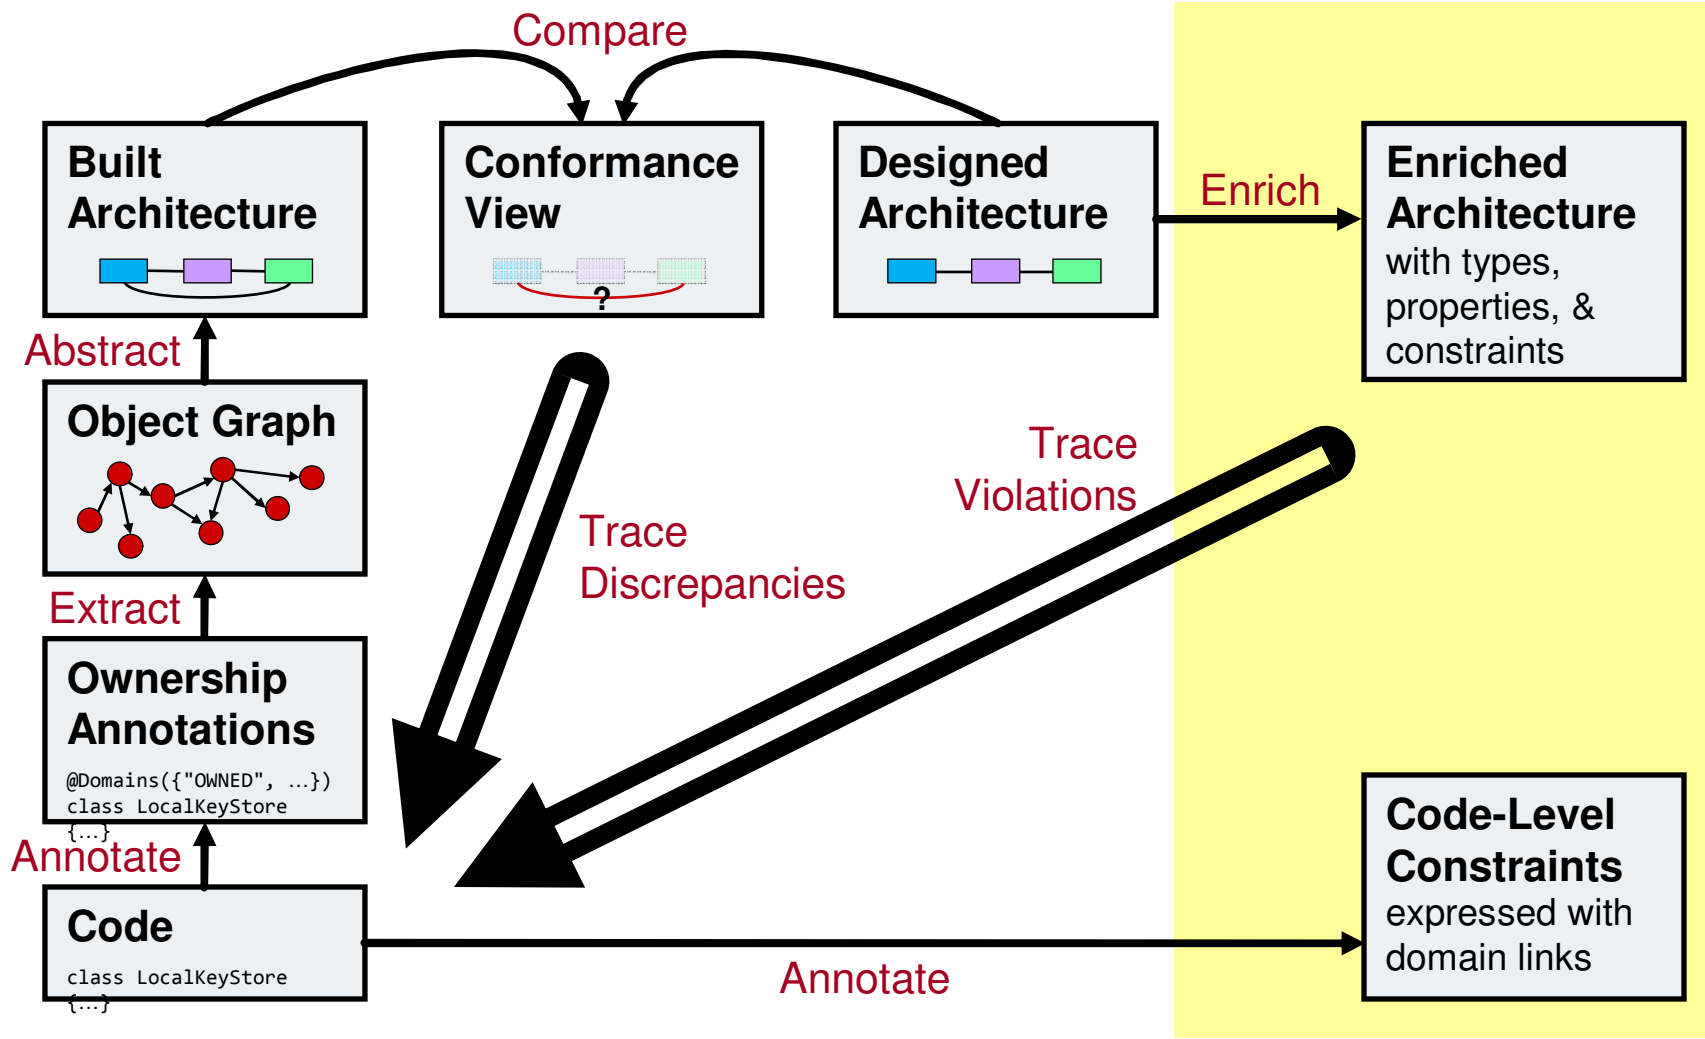 Compare
Built
Architecture
Conformance
View
?
Designed
Architecture
Enrich
Enriched
Architecture
with types,
properties, &
constraints
Abstract
Object Graph
Trace
Violations
Trace
Discrepancies
Extract
Ownership
Annotations
@Domains({"OWNED", …})
class LocalKeyStore
{…}
Annotate
Code
class LocalKeyStore
{…}
Annotate
Code-Level
Constraints
expressed with
domain links